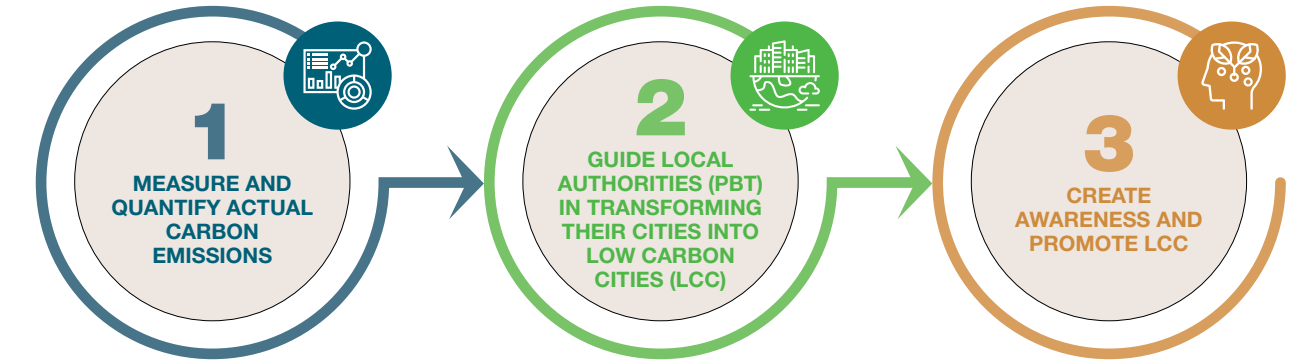 1
MEASURE AND
QUANTIFY ACTUAL
CARBON
EMISSIONS
2
GUIDE LOCAL
AUTHORITIES (PBT)
IN TRANSFORMING
THEIR CITIES INTO
LOW CARBON
CITIES (LCC)
3
CREATE
AWARENESS AND
PROMOTE LCC